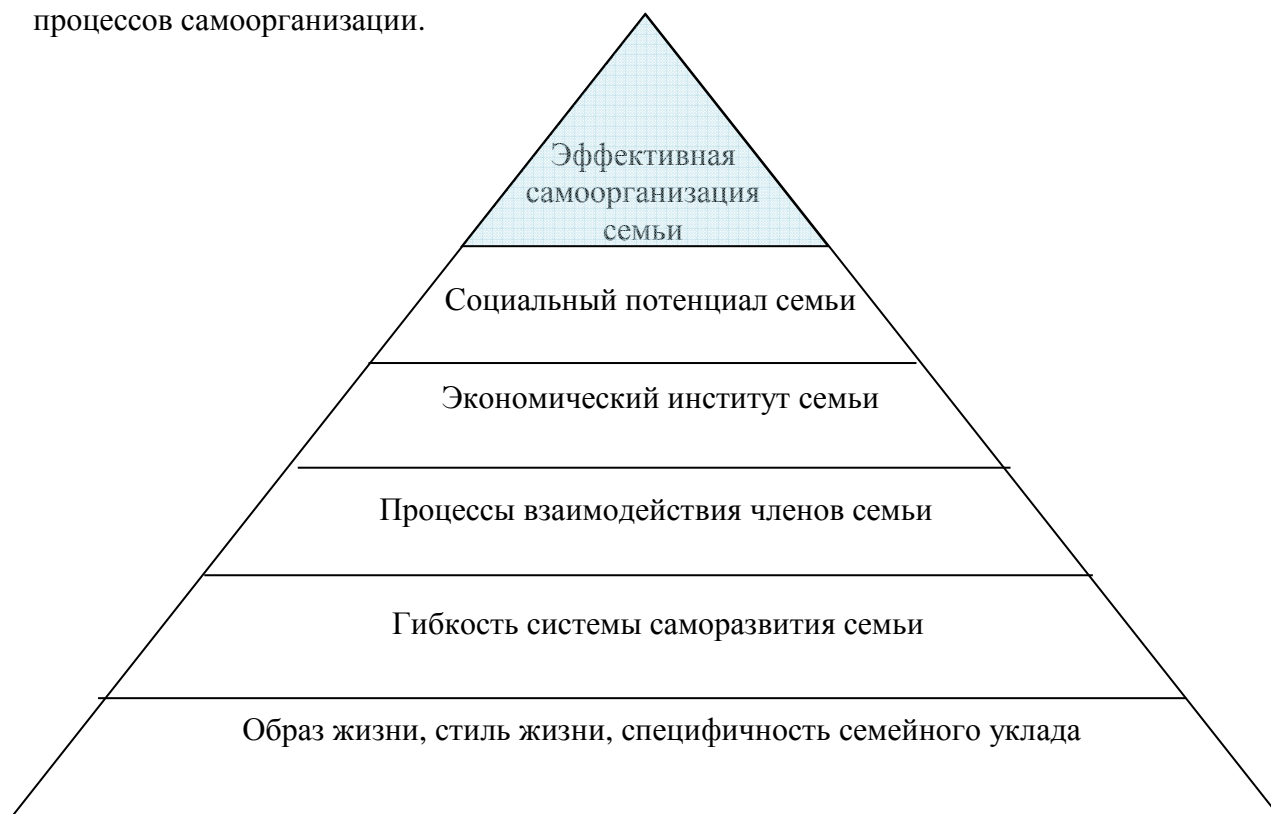 процессов самоорганизации.
Эффективная
самоорганизация
семьи
Социальный потенциал семьи
Экономический институт семьи
Процессы взаимодействия членов семьи
Гибкость системы саморазвития семьи
Образ жизни, стиль жизни, специфичность семейного уклада